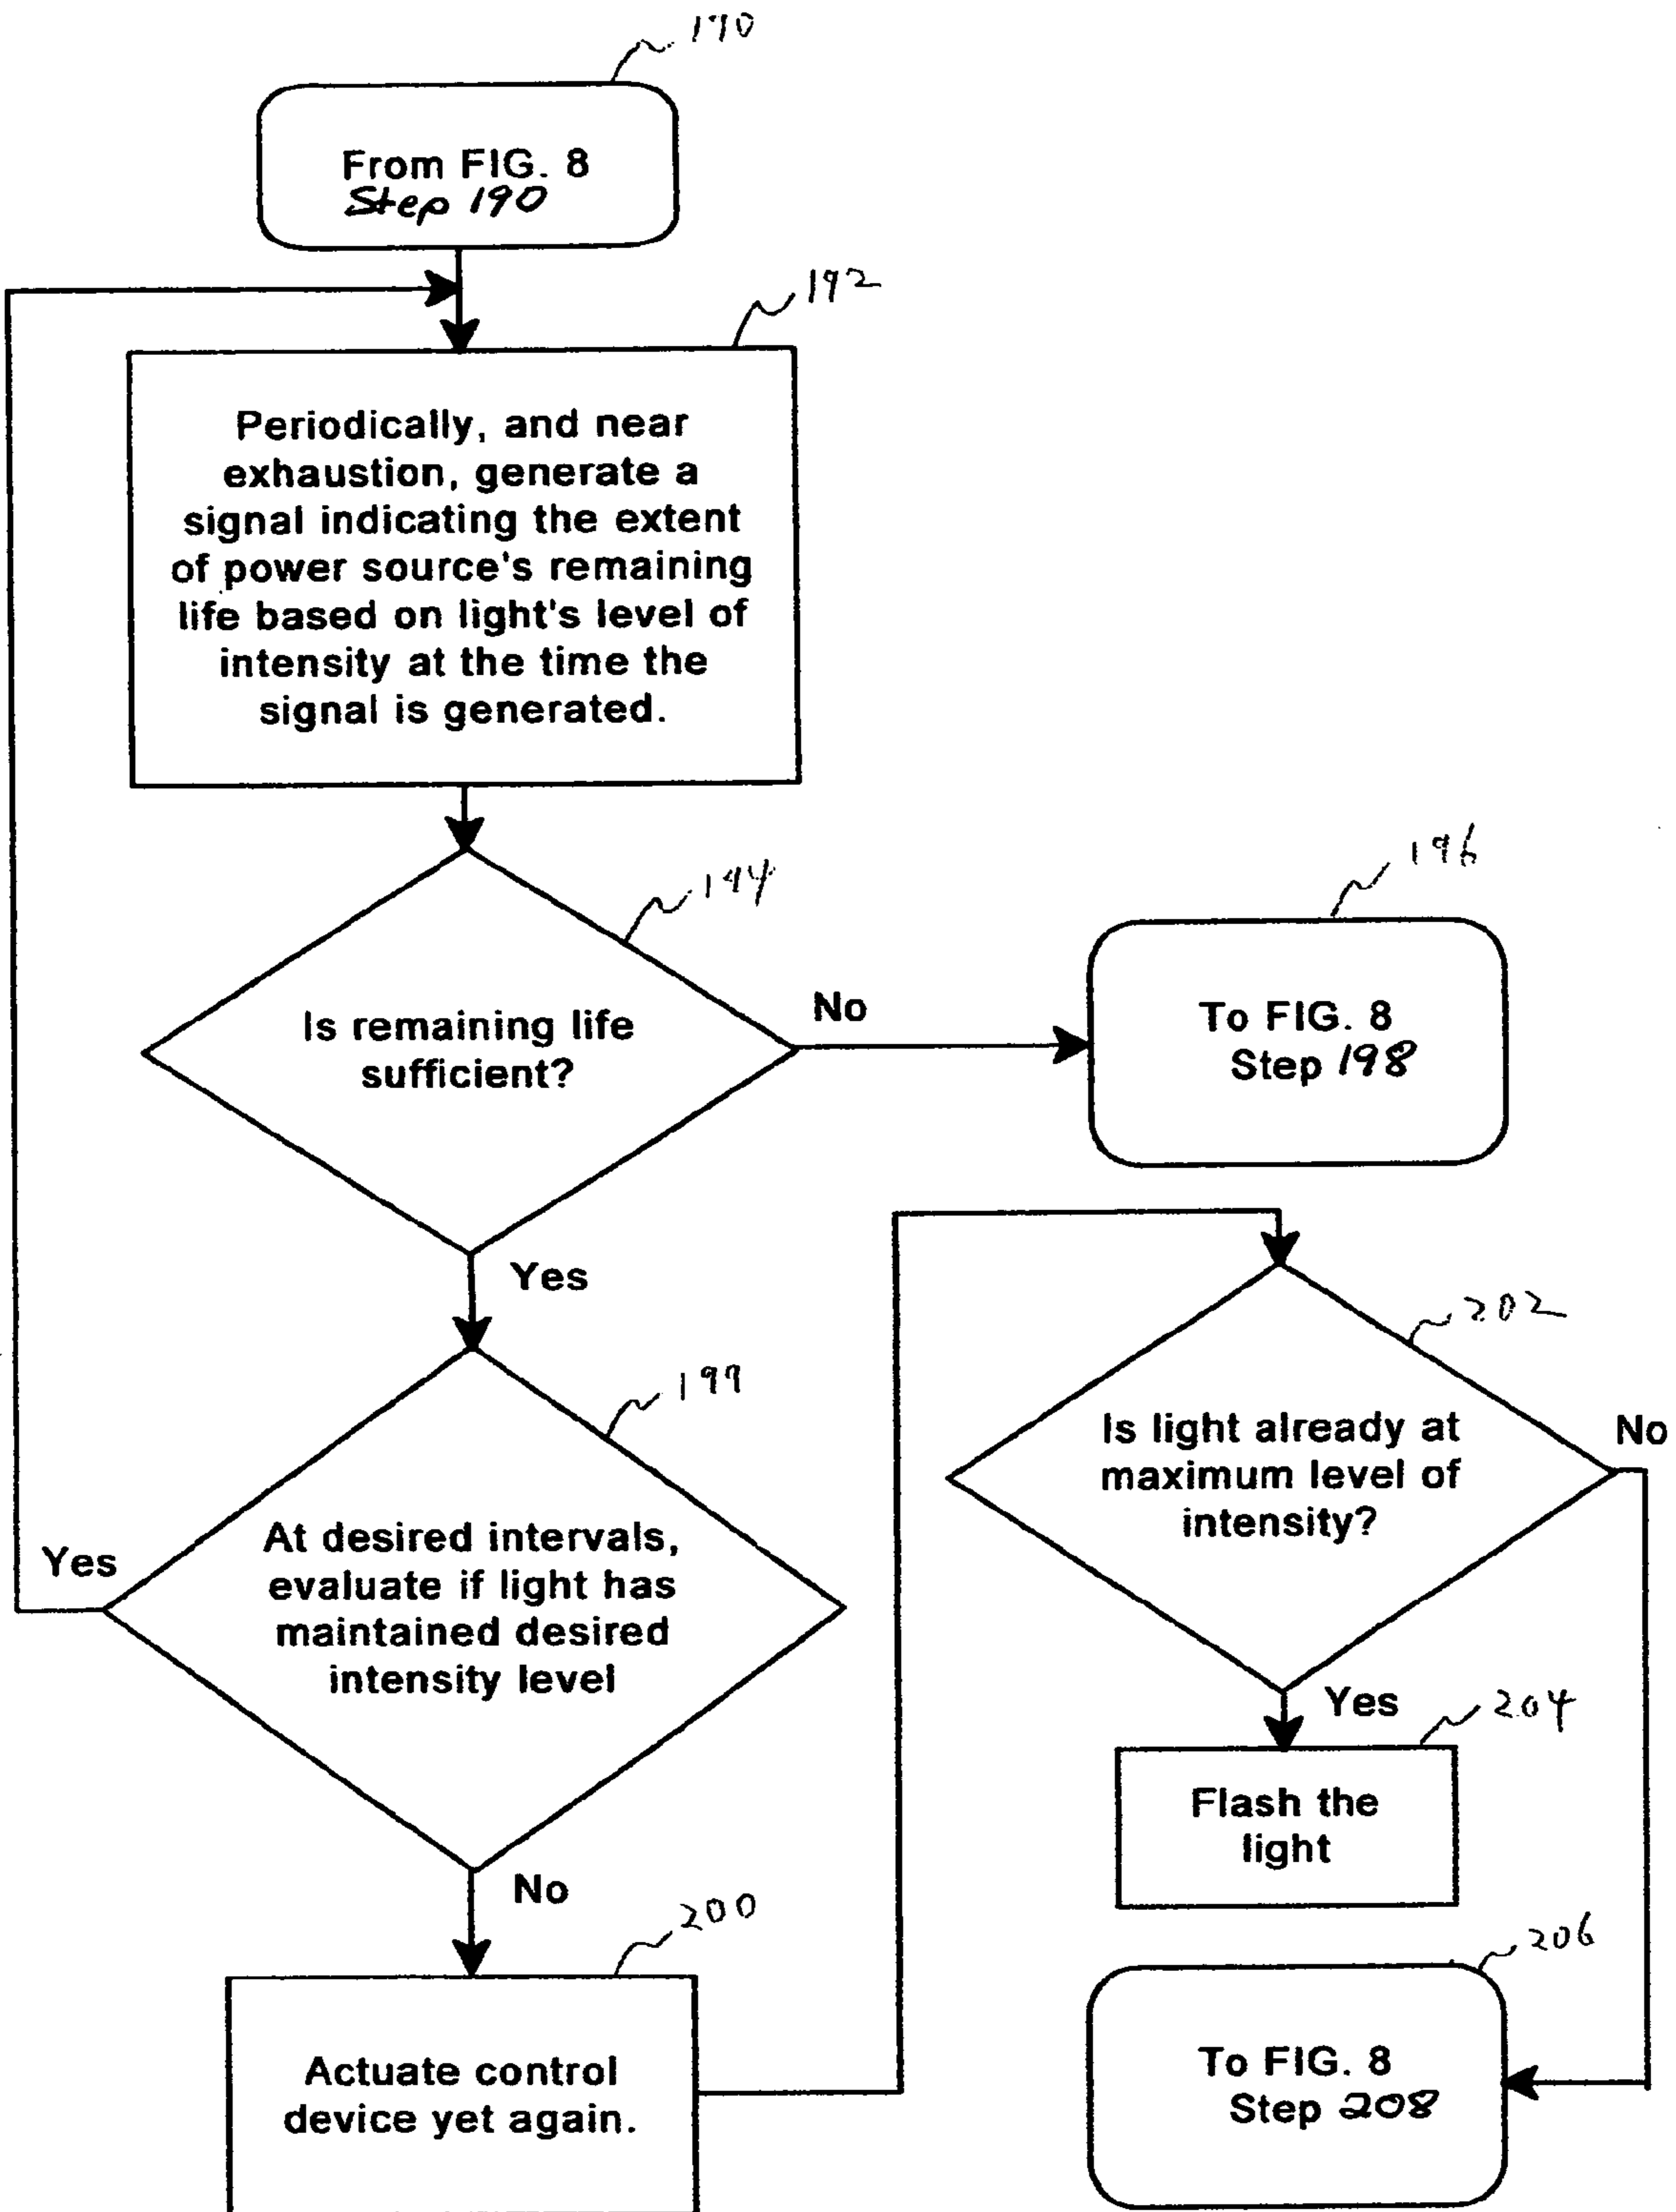 190
From FIG. 8
Step 190
192
Periodically, and near
exhaustion, generate a
signal indicating the extent
of power source's remaining
life based on light's level of
intensity at the time the
signal is generated.
194
Is remaining life
sufficient?
No
196
To FIG. 8
Step 198
Yes
199
At desired intervals,
evaluate if light has
maintained desired
intensity level
Yes
No
200
Actuate control
device yet again.
202
Is light already at
maximum level of
intensity?
No
Yes
204
Flash the
light
206
To FIG. 8
Step 208